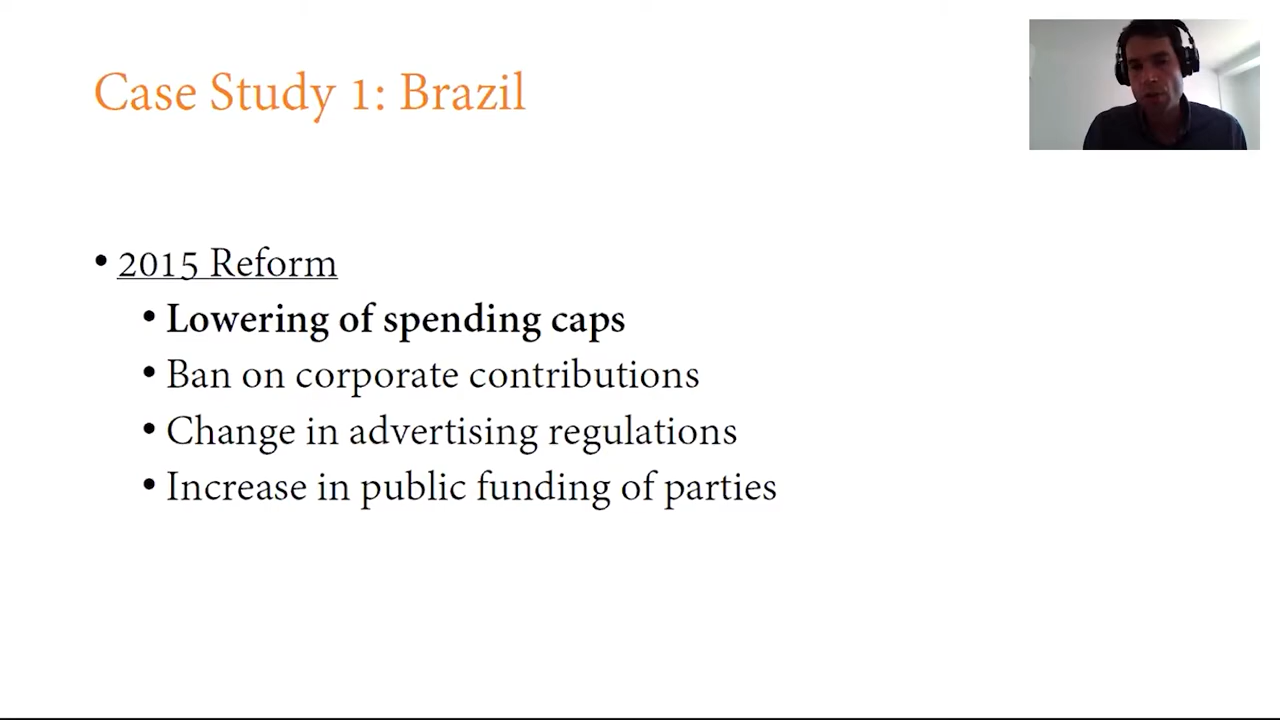 Case Study 1: Brazil
• 2015 Reform
• Lowering of spending caps
• Ban on corporate contributions
• Change in advertising regulations
• Increase in public funding of parties